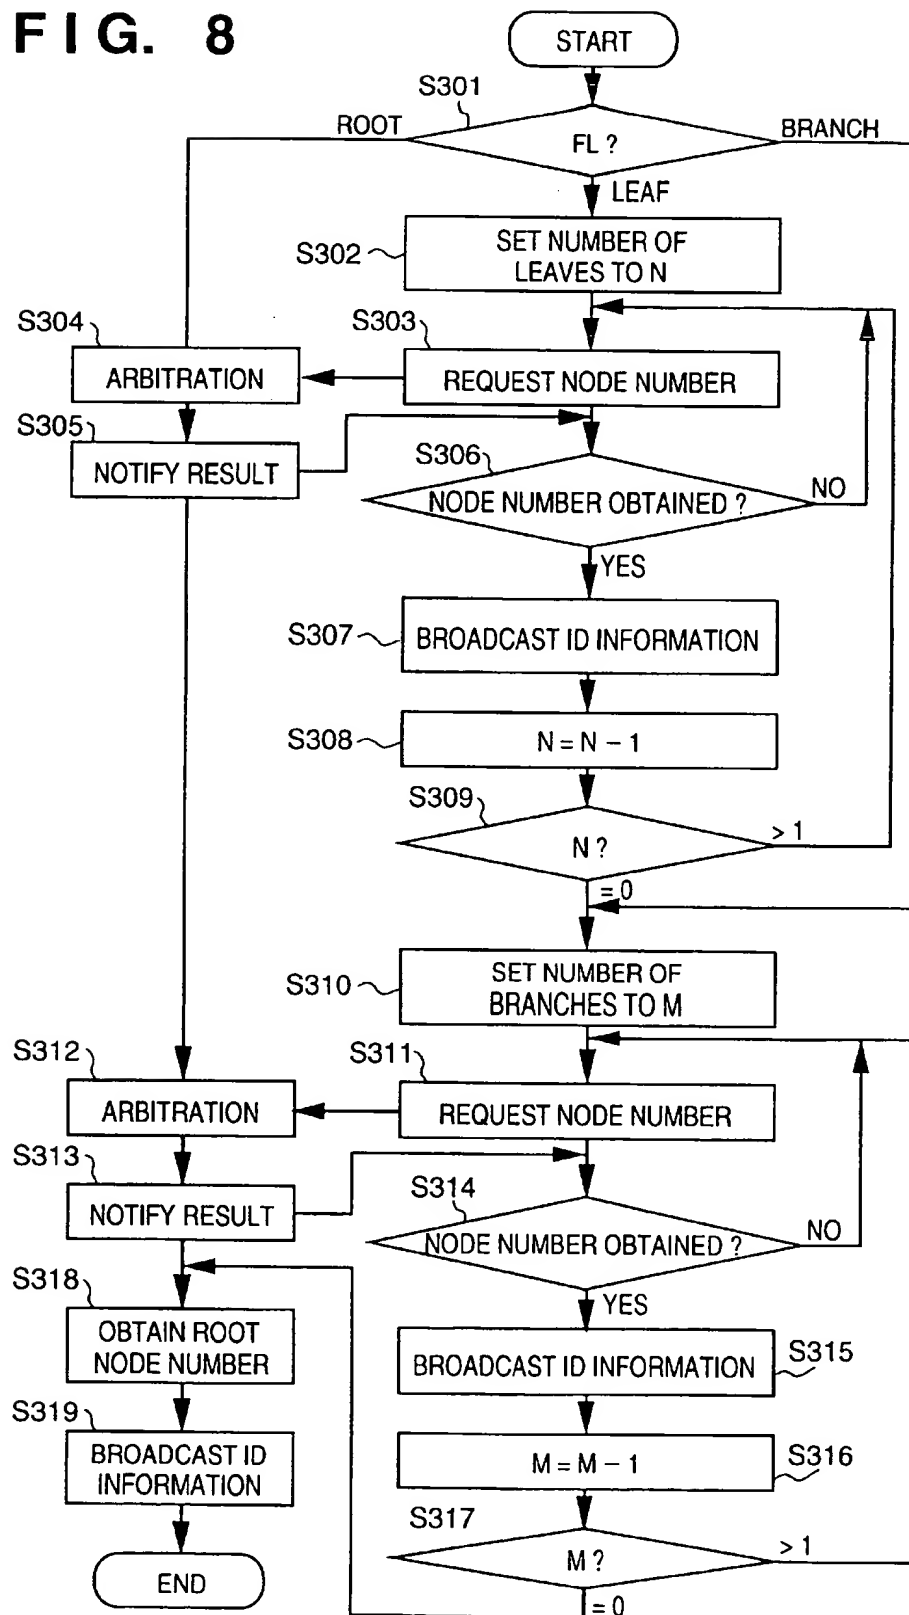 FIG. 8
START
S301
ROOT
FL ?
BRANCH
LEAF
S302
SET NUMBER OF
LEAVES TO N
S304
S303
ARBITRATION
REQUEST NODE NUMBER
S305
NOTIFY RESULT
S306
NODE NUMBER OBTAINED ?
NO
YES
S307
BROADCAST ID INFORMATION
S308
N = N – 1
S309
N ?
> 1
= 0
S310
SET NUMBER OF
BRANCHES TO M
S312
S311
ARBITRATION
REQUEST NODE NUMBER
S313
NOTIFY RESULT
S314
NODE NUMBER OBTAINED ?
NO
YES
S318
OBTAIN ROOT
NODE NUMBER
BROADCAST ID INFORMATION
S315
S319
BROADCAST ID
INFORMATION
M = M – 1
S316
S317
M ?
> 1
END
= 0